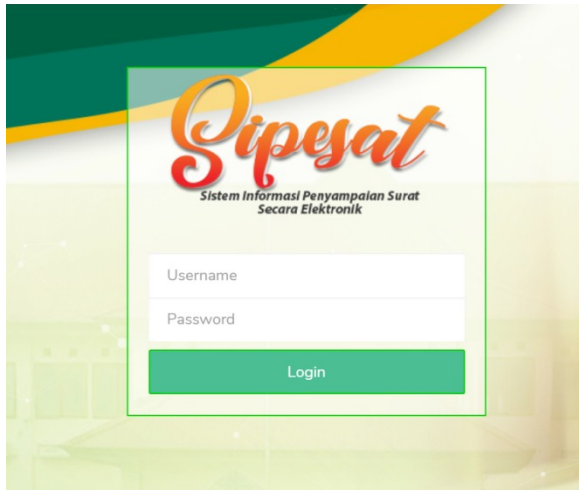 Sipesat
Sistem Informasi Penyampaian Surat
Secara Elektronik
Username
Password
Login